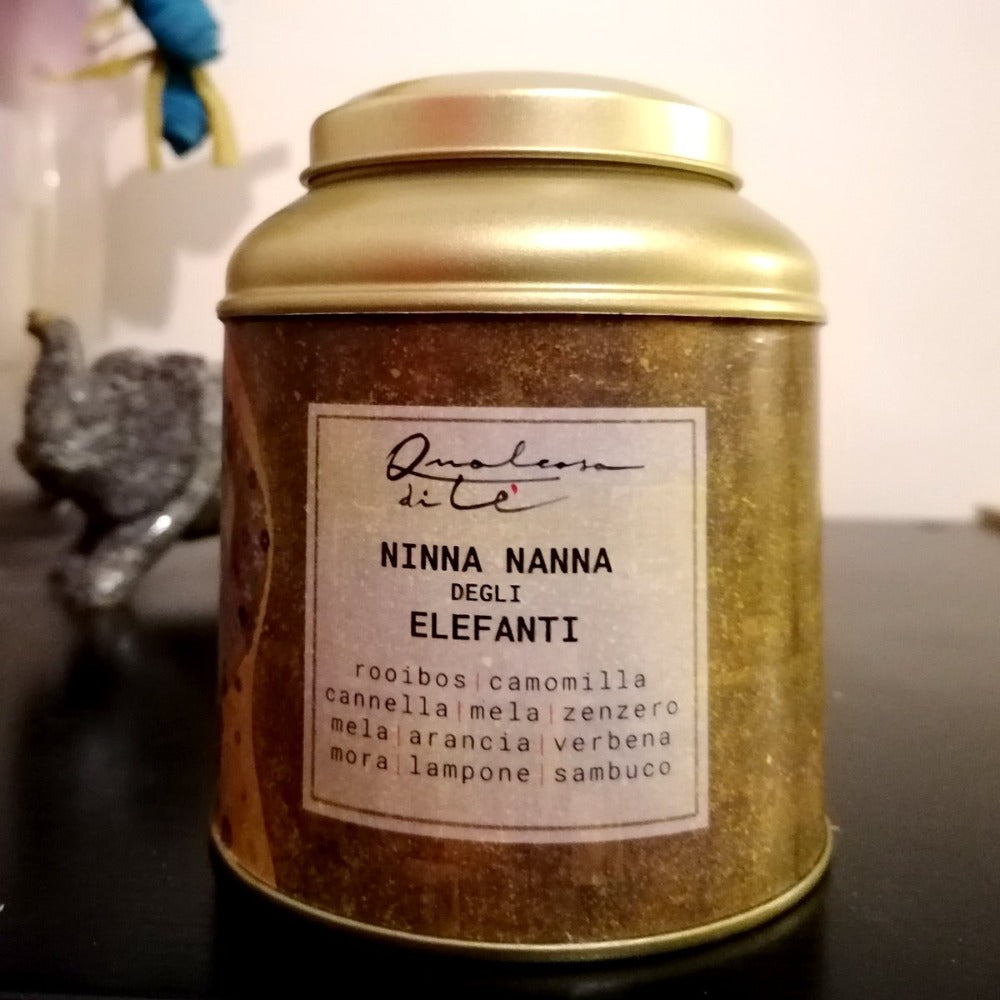 Qualcosa
di tè
NINNA NANNA
DEGLI
ELEFANTI
rooibos|camomilla
cannella|mela|zenzero
mela|arancia|verbena
mora|lampone|sambuco